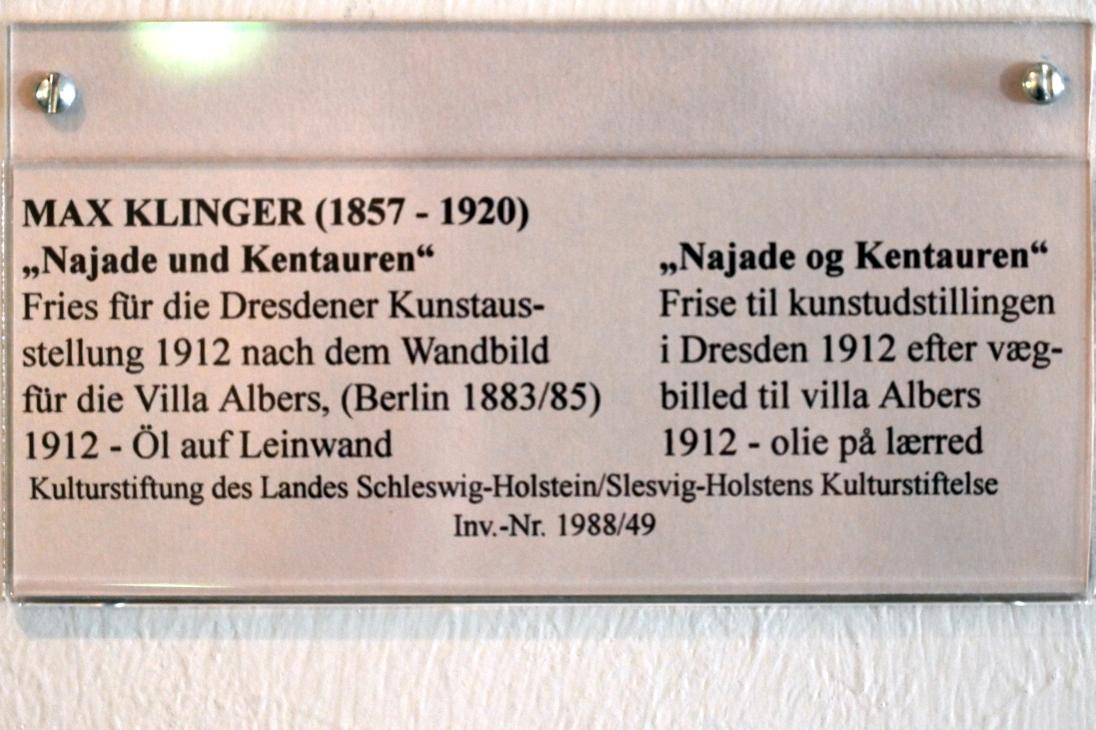 MAX KLINGER (1857 - 1920)
„Najade und Kentauren“
Fries für die Dresdener Kunstaus-
stellung 1912 nach dem Wandbild
für die Villa Albers, (Berlin 1883/85)
1912 - Öl auf Leinwand
„Najade og Kentauren“
Frise til kunstudstillingen
i Dresden 1912 efter væg-
billed til villa Albers
1912 - olie på lærred
Kulturstiftung des Landes Schleswig-Holstein/Slesvig-Holstens Kulturstiftelse
Inv.-Nr. 1988/49